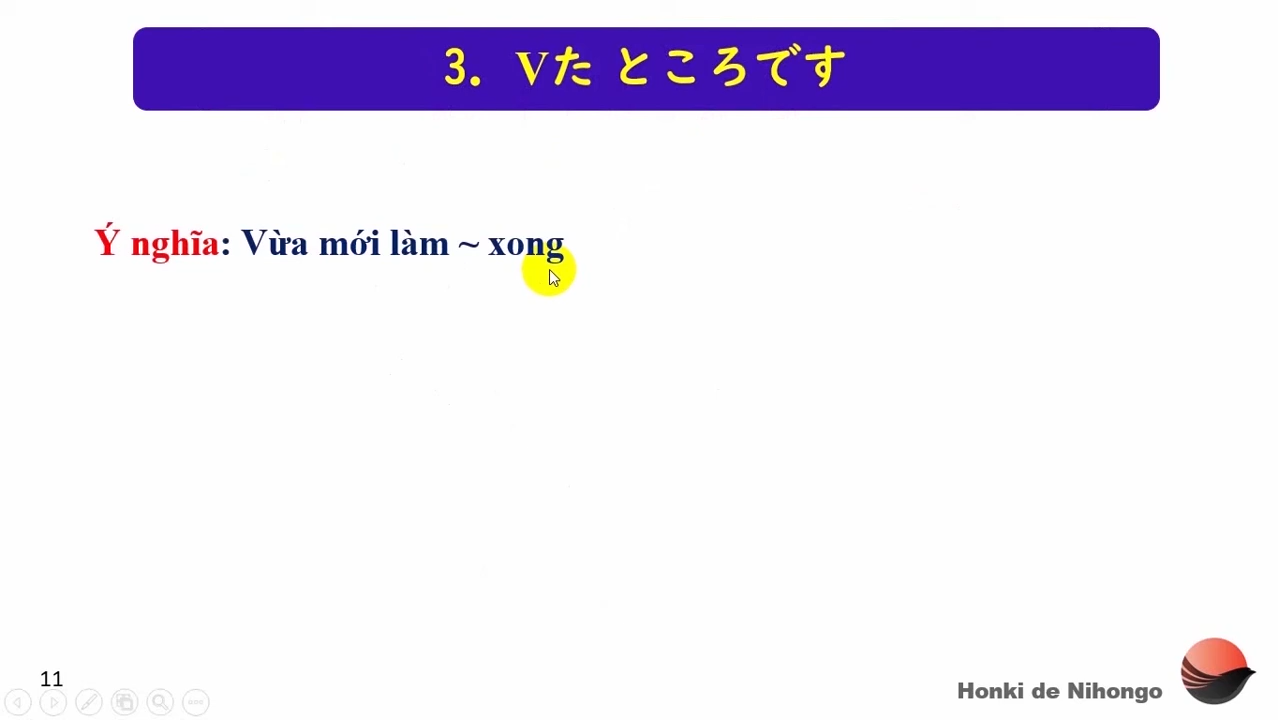 3. Vた ところです
Ý nghĩa: Vừa mới làm ~ xong
11
Honki de Nihongo